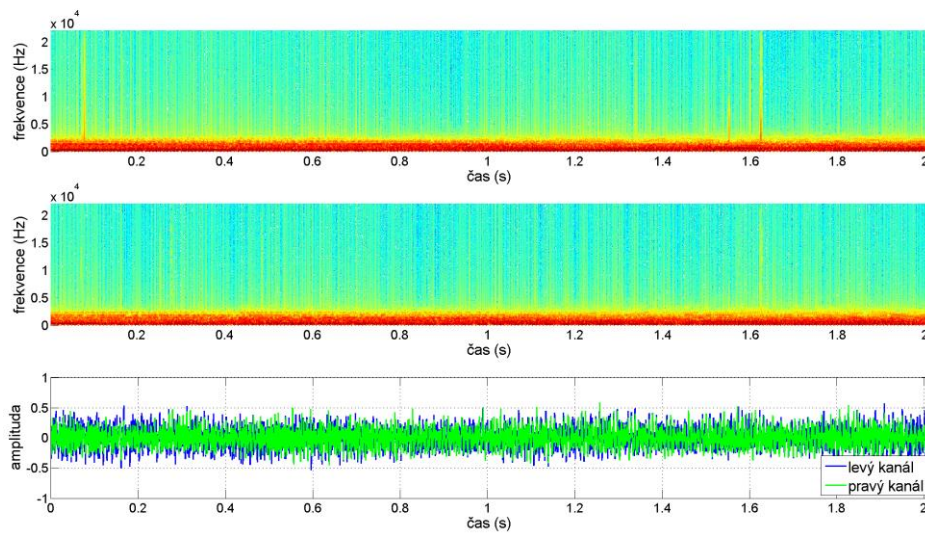 x 10⁴
2
1.5
1
0.5
0
frekvence (Hz)
0.2 0.4 0.6 0.8 1 1.2 1.4 1.6 1.8 2
čas (s)
x 10⁴
2
1.5
1
0.5
0
frekvence (Hz)
0.2 0.4 0.6 0.8 1 1.2 1.4 1.6 1.8 2
čas (s)
1
0.5
0
-0.5
-1
amplituda
levý kanál
pravý kanál
0 0.2 0.4 0.6 0.8 1 1.2 1.4 1.6 1.8 2
čas (s)